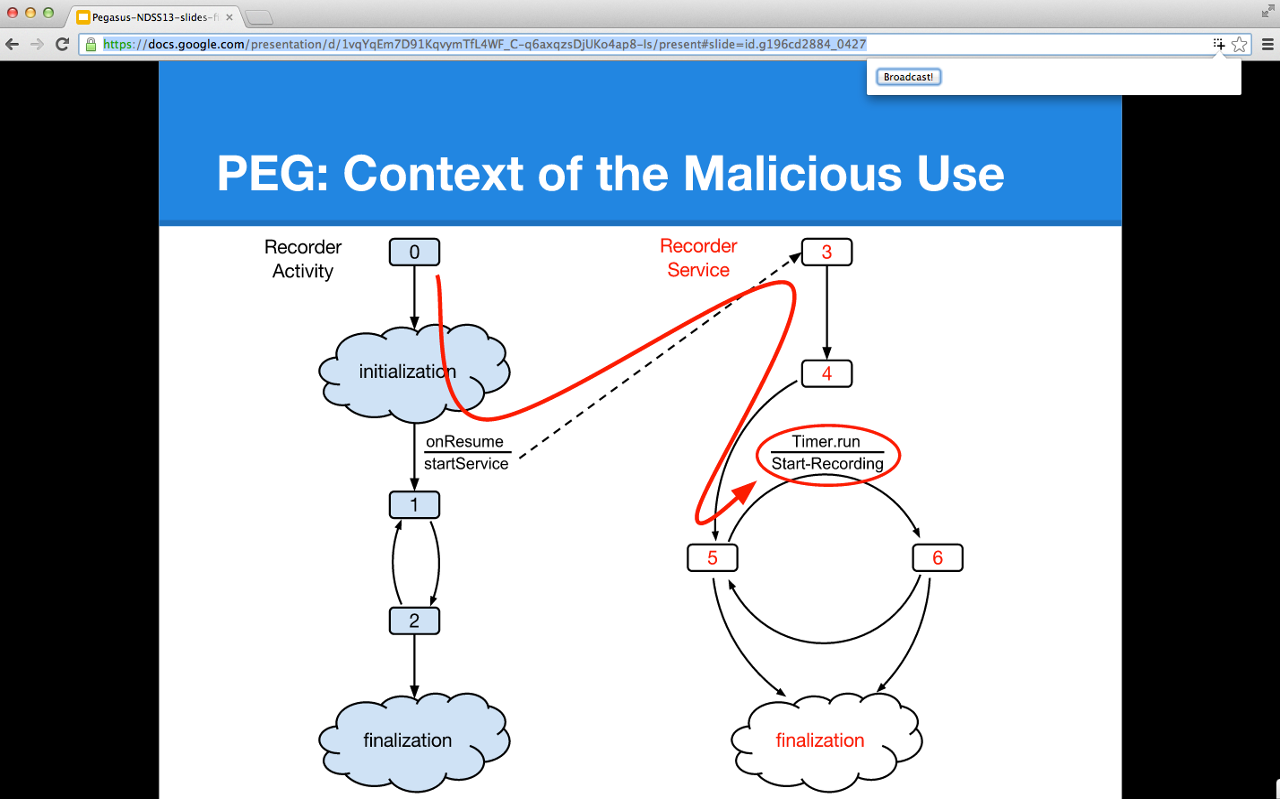 Pegasus-NDSS13-slides-f
https://docs.google.com/presentation/d/1vqYqEm7D91KqvymTfL4WF_C-q6axqzsDjUKo4ap8-ls/present#slide=id.g196cd2884_0427
Broadcast!
PEG: Context of the Malicious Use
Recorder
Activity
0
Recorder
Service
3
initialization
4
onResume
startService
Timer.run
Start-Recording
1
5
6
2
finalization
finalization